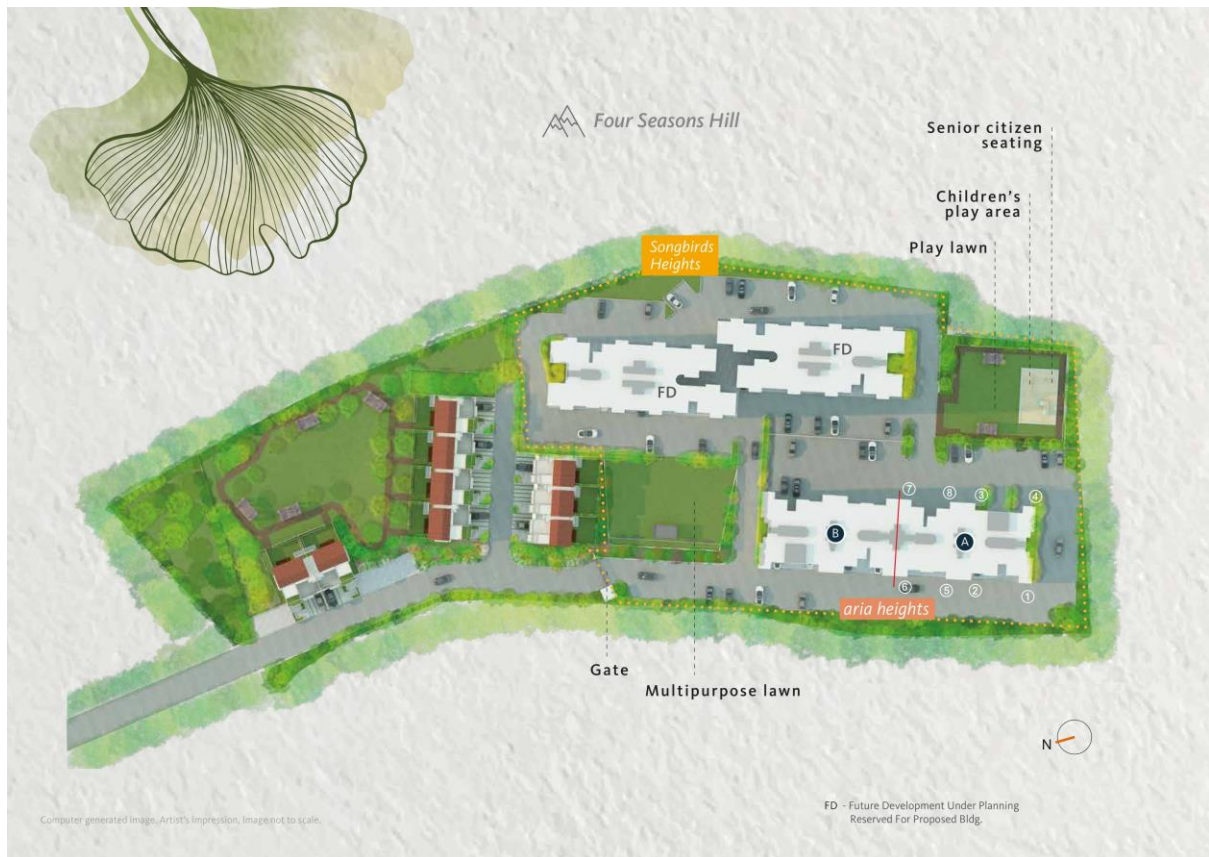 Four Seasons Hill
Senior citizen
seating
Children's
play area
Play lawn
Songbirds
Heights
FD
FD
⑦
⑧
③
④
B
A
⑥
⑤
②
①
aria heights
Gate
Multipurpose lawn
N
FD - Future Development Under Planning
Reserved For Proposed Bldg.
Computer generated image, Artist's impression, Image not to scale.